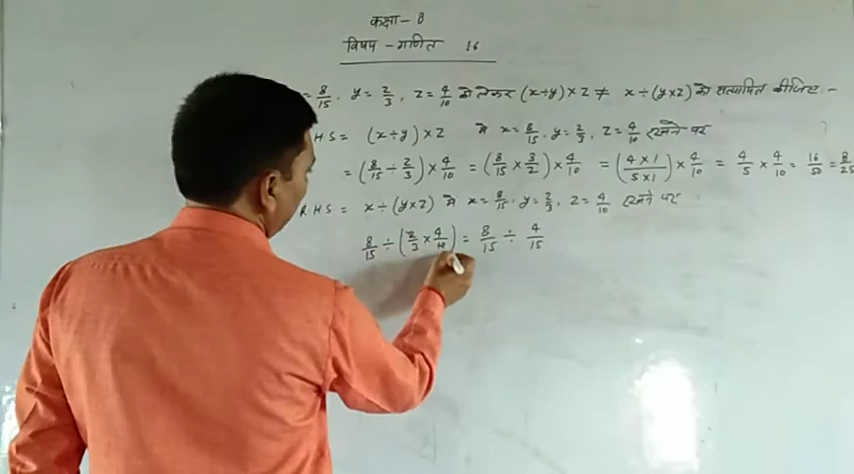 कक्षा - 8
विषय - गणित 16
= 8/15 , y = 2/3 , z = 4/10 को लेकर (x÷y)×z ≠ x÷(y×z) को सत्यापित कीजिए -
.H.S = (x÷y)×z में x = 8/15 , y = 2/3 , z = 4/10 रखने पर
= (8/15 ÷ 2/3) × 4/10 = (8/15 × 3/2) × 4/10 = (4×1/5×1) × 4/10 = 4/5 × 4/10 = 16/50 = 8/25
R.H.S = x÷(y×z) में x = 8/15 , y = 2/3 , z = 4/10 रखने पर
8/15 ÷ (2/3 × 4/10) = 8/15 ÷ 4/15